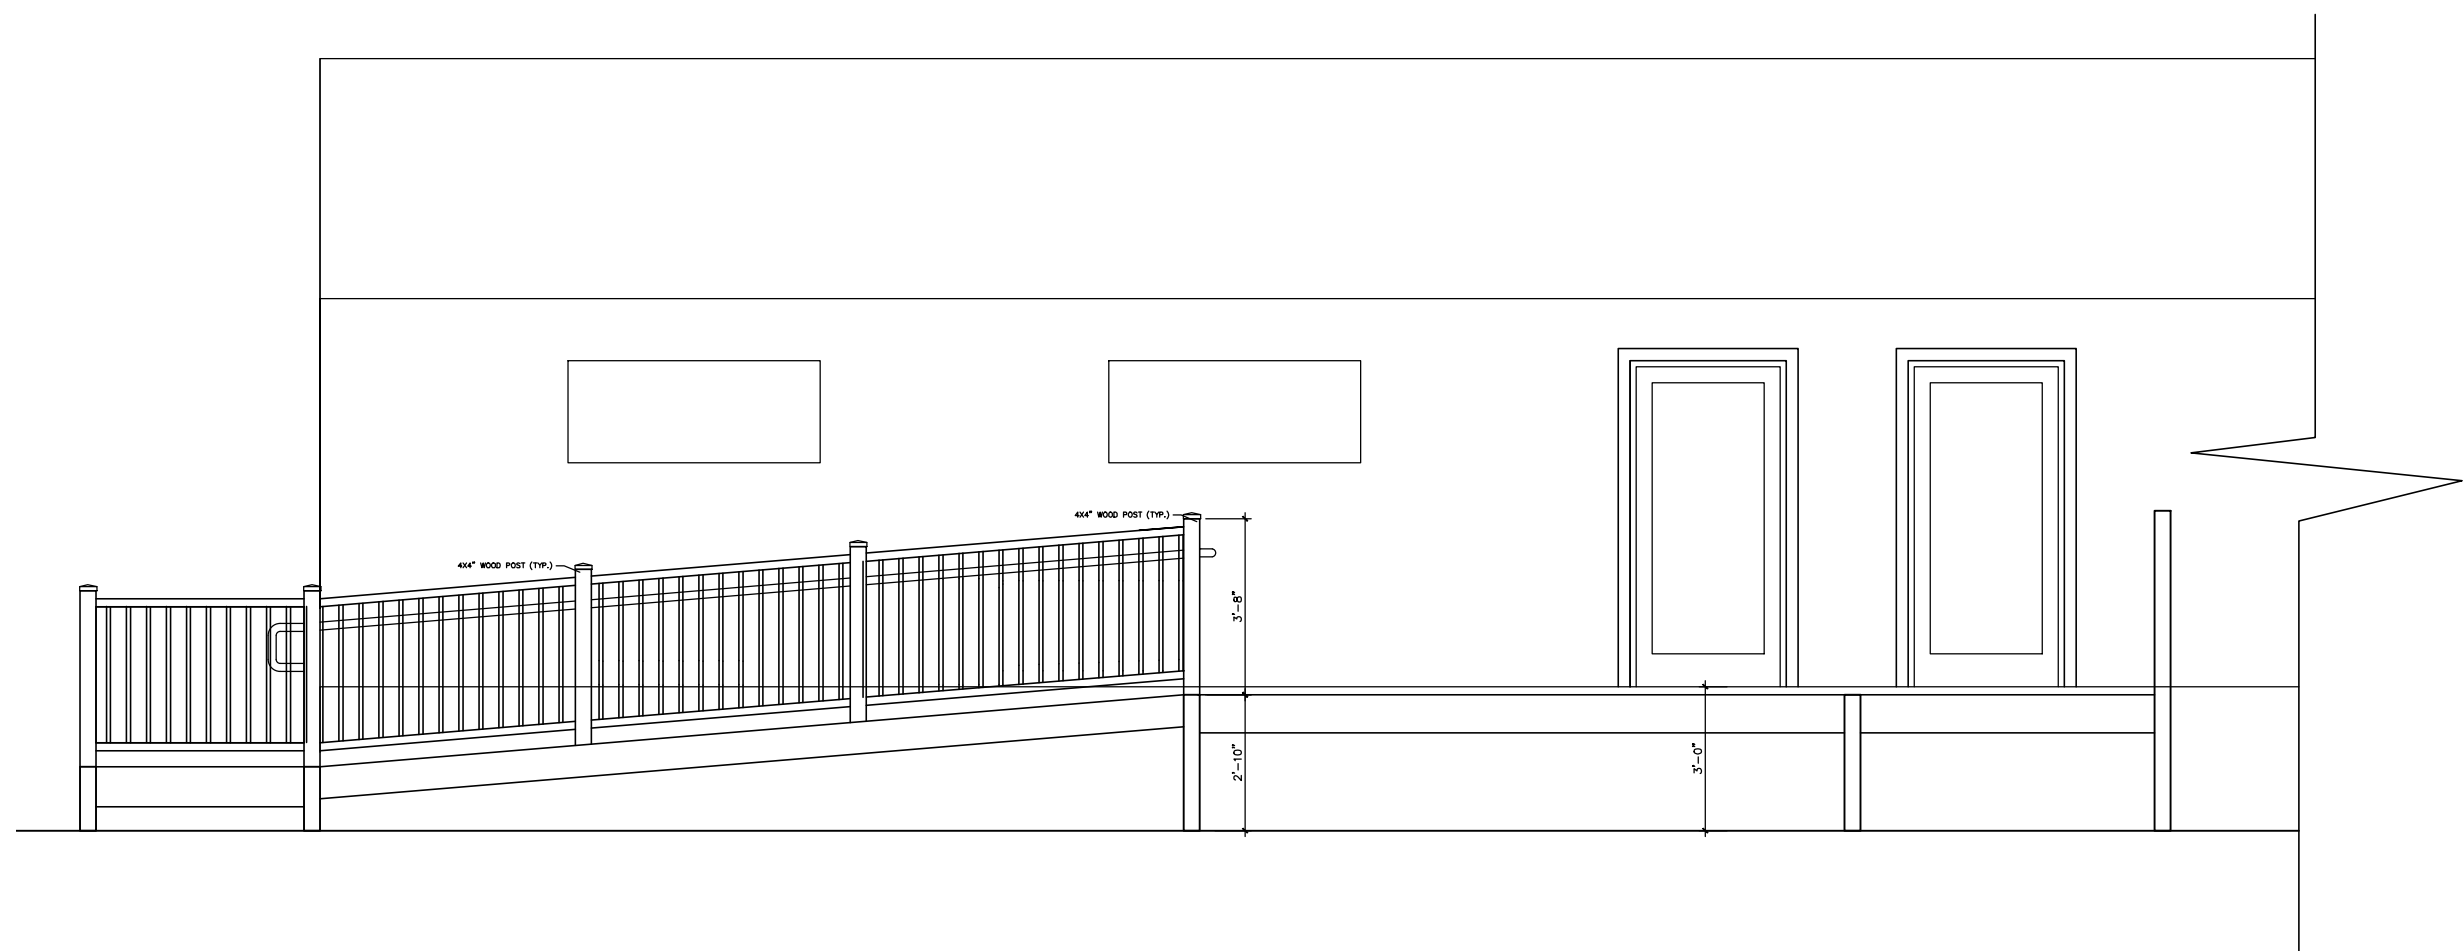 4X4" WOOD POST (TYP.)
4X4" WOOD POST (TYP.)
3'-8"
2'-10"
3'-0"